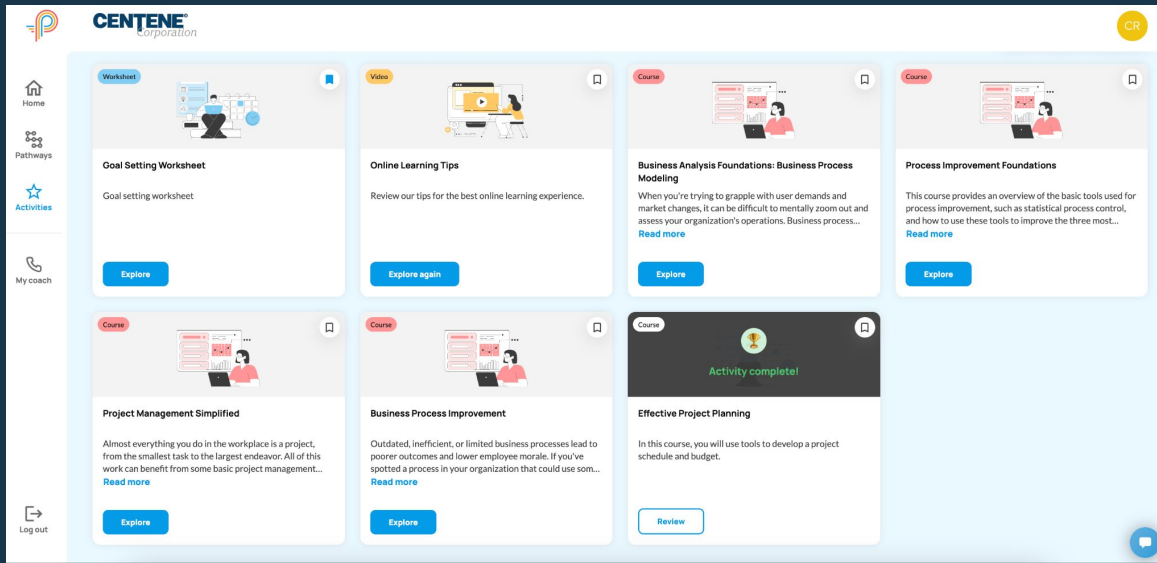 CENTENE®
Corporation
CR
Home
Pathways
Activities
My coach
Log out
Worksheet
Goal Setting Worksheet
Goal setting worksheet
Explore
Video
Online Learning Tips
Review our tips for the best online learning experience.
Explore again
Course
Business Analysis Foundations: Business Process
Modeling
When you're trying to grapple with user demands and
market changes, it can be difficult to mentally zoom out and
assess your organization's operations. Business process...
Read more
Explore
Course
Process Improvement Foundations
This course provides an overview of the basic tools used for
process improvement, such as statistical process control,
and how to use these tools to improve the three most...
Read more
Explore
Course
Project Management Simplified
Almost everything you do in the workplace is a project,
from the smallest task to the largest endeavor. All of this
work can benefit from some basic project management...
Read more
Explore
Course
Business Process Improvement
Outdated, inefficient, or limited business processes lead to
poorer outcomes and lower employee morale. If you've
spotted a process in your organization that could use som...
Read more
Explore
Course
Activity complete!
Effective Project Planning
In this course, you will use tools to develop a project
schedule and budget.
Review